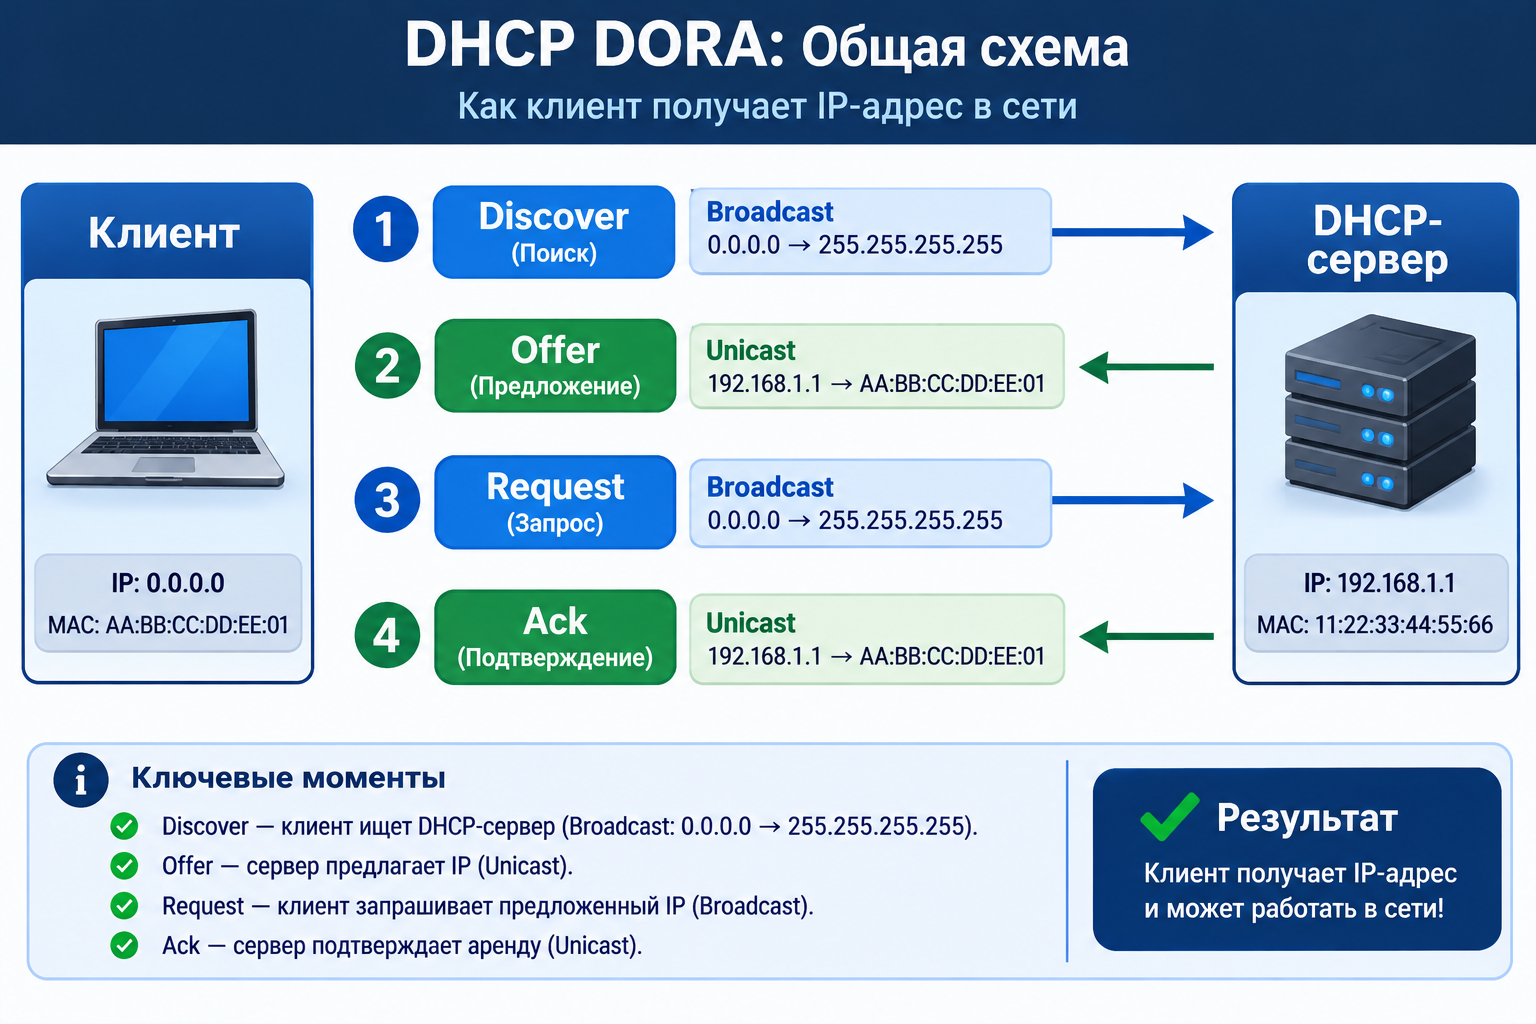 DHCP DORA: Общая схема
Как клиент получает IP-адрес в сети
Клиент
IP: 0.0.0.0
MAC: AA:BB:CC:DD:EE:01
1
Discover
(Поиск)
Broadcast
0.0.0.0 → 255.255.255.255
2
Offer
(Предложение)
Unicast
192.168.1.1 → AA:BB:CC:DD:EE:01
3
Request
(Запрос)
Broadcast
0.0.0.0 → 255.255.255.255
4
Ack
(Подтверждение)
Unicast
192.168.1.1 → AA:BB:CC:DD:EE:01
DHCP-
сервер
IP: 192.168.1.1
MAC: 11:22:33:44:55:66
i
Ключевые моменты
Discover — клиент ищет DHCP-сервер (Broadcast: 0.0.0.0 → 255.255.255.255).
Offer — сервер предлагает IP (Unicast).
Request — клиент запрашивает предложенный IP (Broadcast).
Ack — сервер подтверждает аренду (Unicast).
Результат
Клиент получает IP-адрес
и может работать в сети!